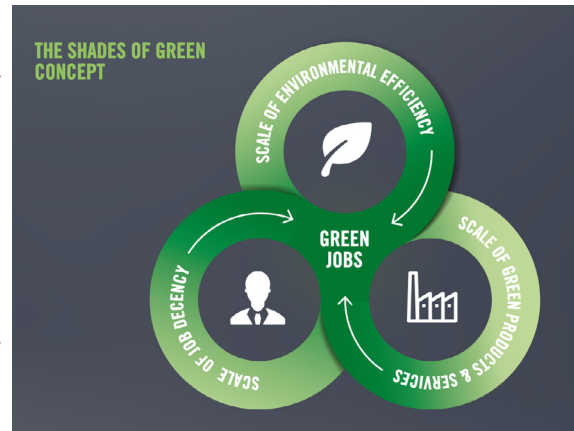 THE SHADES OF GREEN
CONCEPT
SCALE OF ENVIRONMENTAL EFFICIENCY
GREEN
JOBS
SCALE OF JOB DECENCY
SCALE OF GREEN PRODUCTS & SERVICES